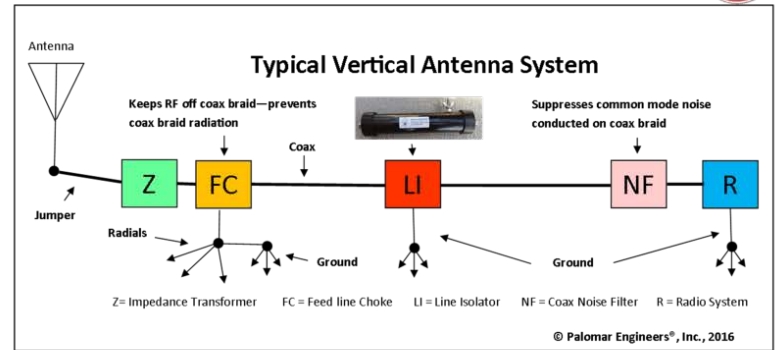 Typical Vertical Antenna System
Antenna
Keeps RF off coax braid—prevents
coax braid radiation
Suppresses common mode noise
conducted on coax braid
Coax
Z
FC
LI
NF
R
Jumper
Radials
Ground
Ground
Z= Impedance Transformer FC = Feed line Choke LI = Line Isolator NF = Coax Noise Filter R = Radio System
© Palomar Engineers®, Inc., 2016